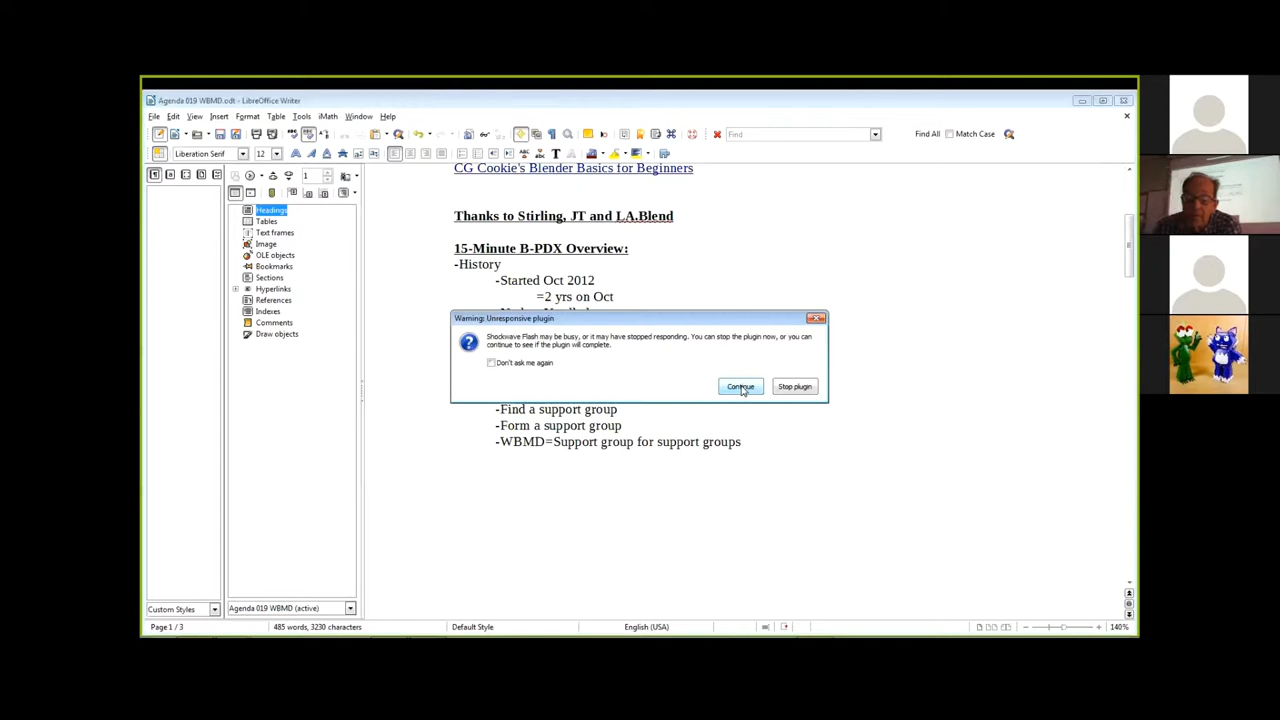 Agenda 019 WBMD.odt - LibreOffice Writer
File Edit View Insert Format Table Tools iMath Window Help
Find Find All Match Case
Liberation Serif 12
1
Headings
Tables
Text frames
Image
OLE objects
Bookmarks
Sections
Hyperlinks
References
Indexes
Comments
Draw objects
CG Cookie's Blender Basics for Beginners
Thanks to Stirling, JT and LA.Blend
15-Minute B-PDX Overview:
-History
-Started Oct 2012
=2 yrs on Oct
Warning: Unresponsive plugin
Shockwave Flash may be busy, or it may have stopped responding. You can stop the plugin now, or you can
continue to see if the plugin will complete.
Don't ask me again
Continue Stop plugin
-Find a support group
-Form a support group
-WBMD=Support group for support groups
Custom Styles Agenda 019 WBMD (active)
Page 1 / 3 485 words, 3230 characters Default Style English (USA) 140%